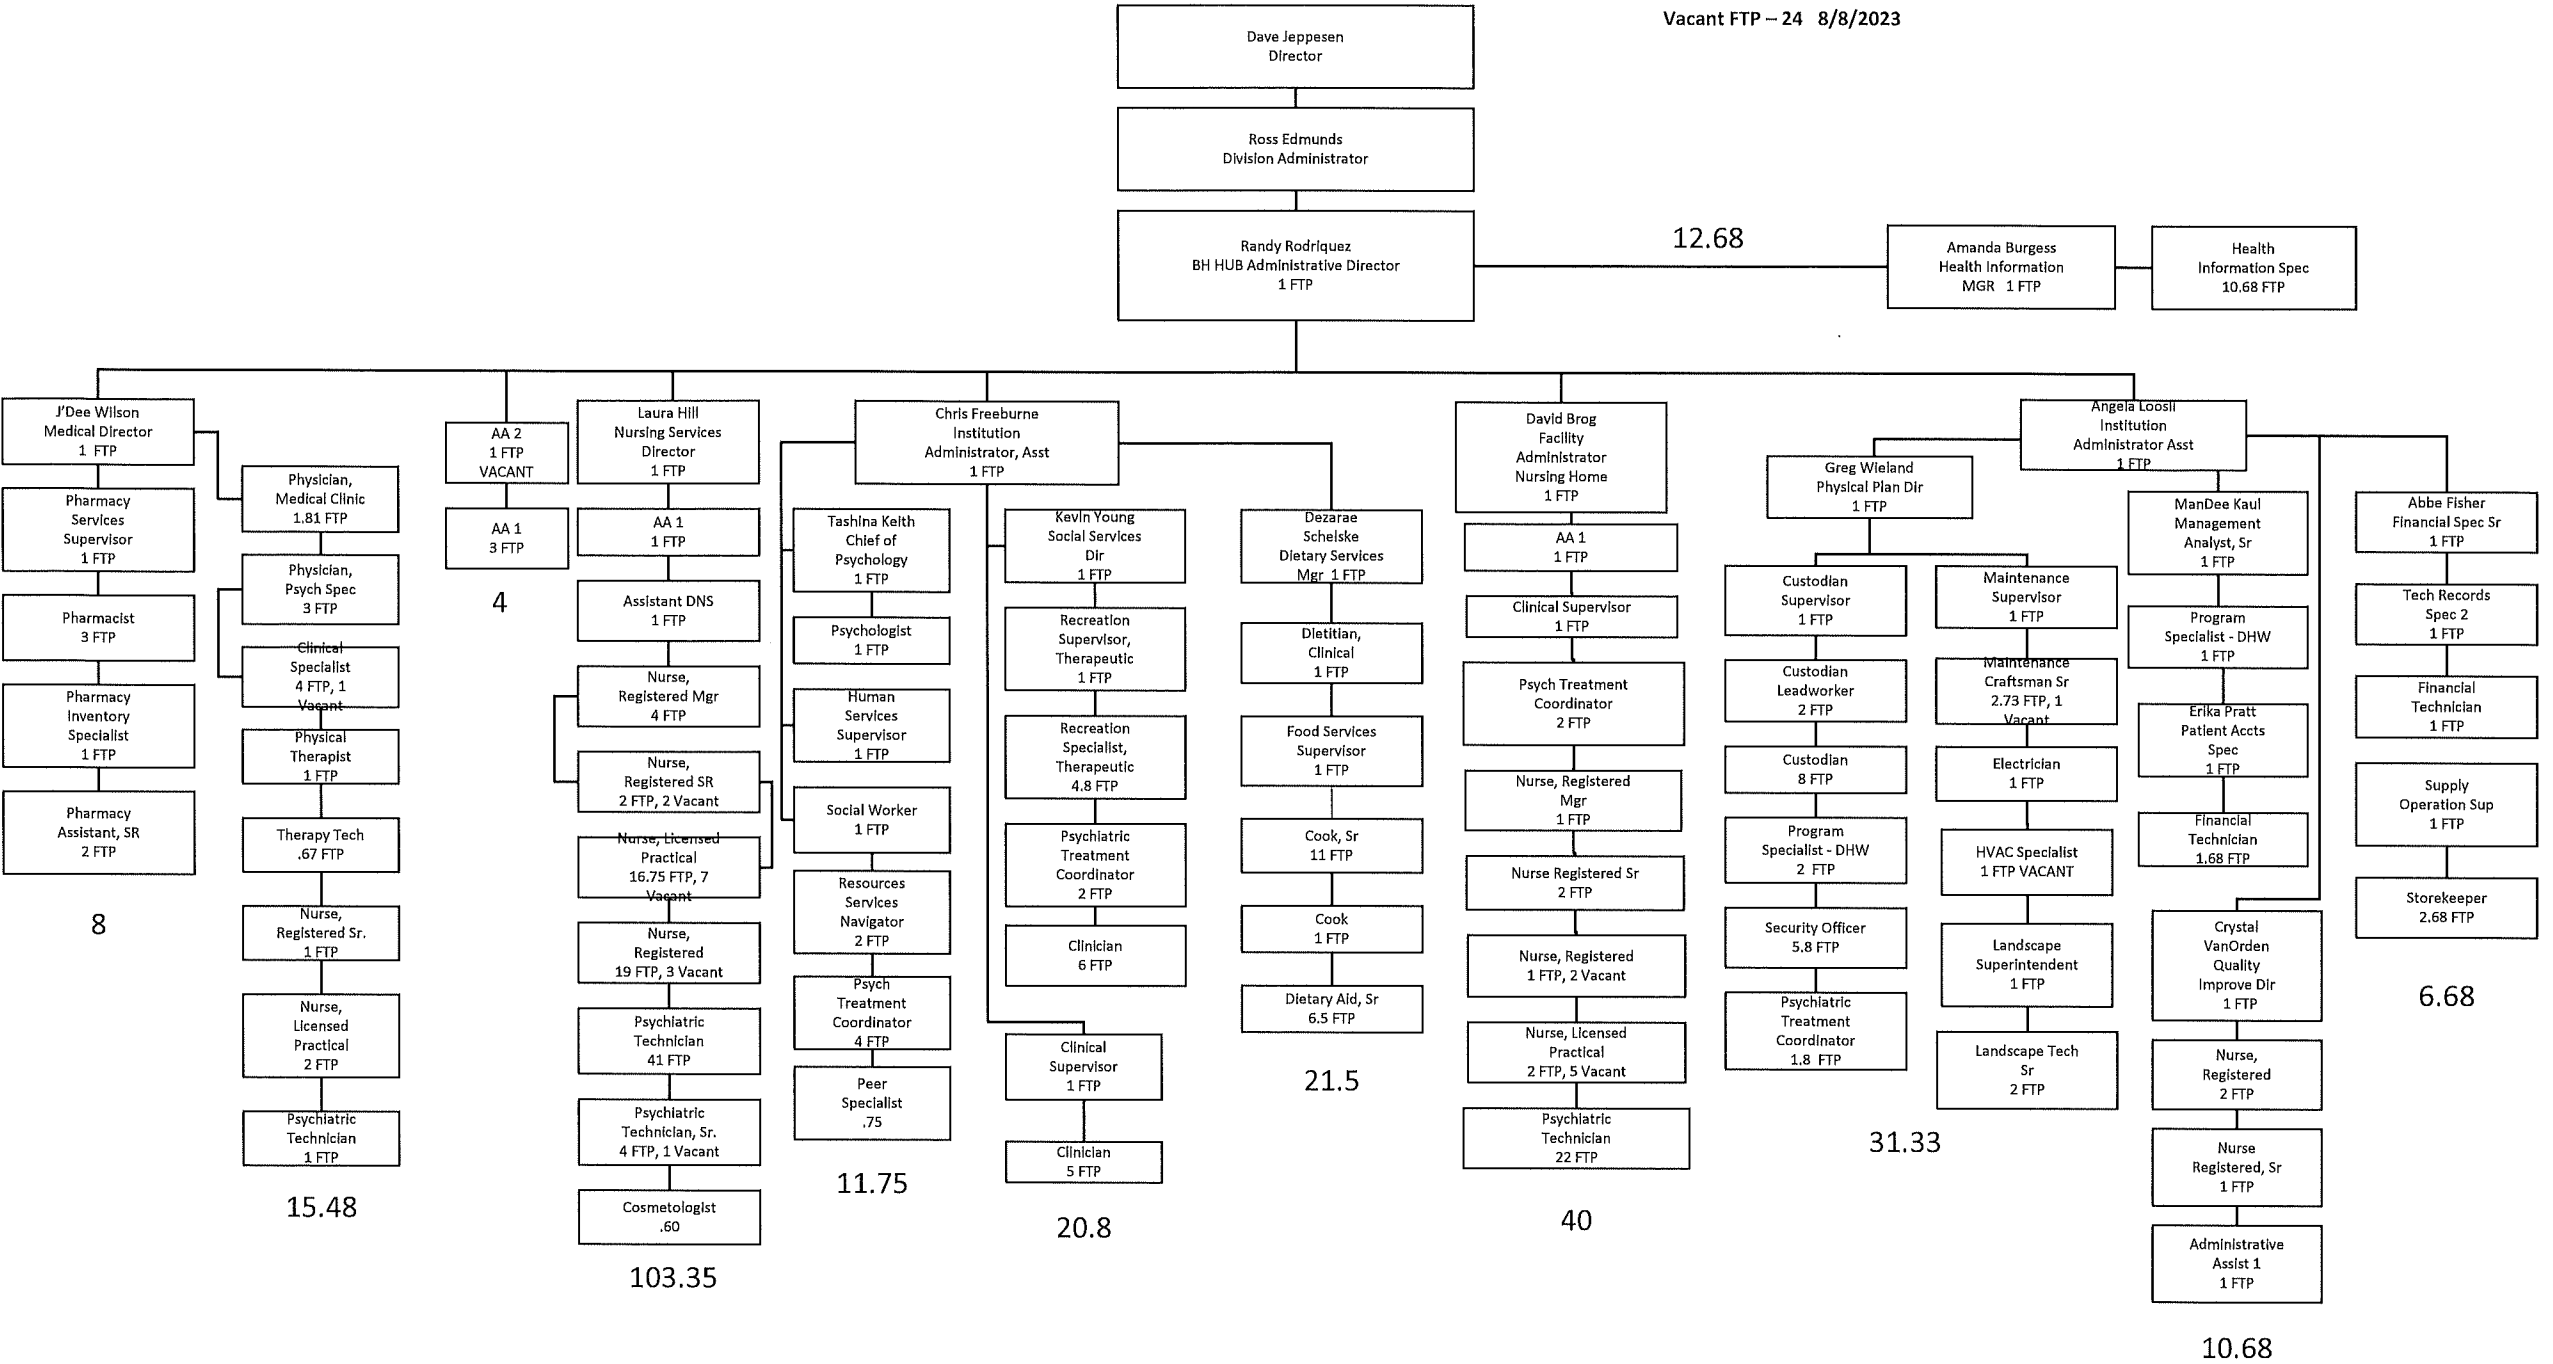 Vacant FTP – 24 8/8/2023
Dave Jeppesen
Director
Ross Edmunds
Division Administrator
Randy Rodriquez
BH HUB Administrative Director
1 FTP
12.68
Amanda Burgess
Health Information
MGR 1 FTP
Health
Information Spec
10.68 FTP
J'Dee Wilson
Medical Director
1 FTP
Pharmacy
Services
Supervisor
1 FTP
Pharmacist
3 FTP
Pharmacy
Inventory
Specialist
1 FTP
Pharmacy
Assistant, SR
2 FTP
8
Physician,
Medical Clinic
1.81 FTP
Physician,
Psych Spec
3 FTP
Clinical
Specialist
4 FTP, 1
Vacant
Physical
Therapist
1 FTP
Therapy Tech
.67 FTP
Nurse,
Registered Sr.
1 FTP
Nurse,
Licensed
Practical
2 FTP
Psychiatric
Technician
1 FTP
15.48
AA 2
1 FTP
VACANT
AA 1
3 FTP
4
Laura Hill
Nursing Services
Director
1 FTP
AA 1
1 FTP
Assistant DNS
1 FTP
Nurse,
Registered Mgr
4 FTP
Nurse,
Registered SR
2 FTP, 2 Vacant
Nurse, Licensed
Practical
16.75 FTP, 7
Vacant
Nurse,
Registered
19 FTP, 3 Vacant
Psychiatric
Technician
41 FTP
Psychiatric
Technician, Sr.
4 FTP, 1 Vacant
Cosmetologist
.60
103.35
Chris Freeburne
Institution
Administrator, Asst
1 FTP
Tashina Keith
Chief of
Psychology
1 FTP
Psychologist
1 FTP
Human
Services
Supervisor
1 FTP
Social Worker
1 FTP
Resources
Services
Navigator
2 FTP
Psych
Treatment
Coordinator
4 FTP
Peer
Specialist
.75
11.75
Kevin Young
Social Services
Dir
1 FTP
Recreation
Supervisor,
Therapeutic
1 FTP
Recreation
Specialist,
Therapeutic
4.8 FTP
Psychiatric
Treatment
Coordinator
2 FTP
Clinician
6 FTP
Clinical
Supervisor
1 FTP
Clinician
5 FTP
20.8
Dezarae
Schelske
Dietary Services
Mgr 1 FTP
Dietitian,
Clinical
1 FTP
Food Services
Supervisor
1 FTP
Cook, Sr
11 FTP
Cook
1 FTP
Dietary Aid, Sr
6.5 FTP
21.5
David Brog
Facility
Administrator
Nursing Home
1 FTP
AA 1
1 FTP
Clinical Supervisor
1 FTP
Psych Treatment
Coordinator
2 FTP
Nurse, Registered
Mgr
1 FTP
Nurse Registered Sr
2 FTP
Nurse, Registered
1 FTP, 2 Vacant
Nurse, Licensed
Practical
2 FTP, 5 Vacant
Psychiatric
Technician
22 FTP
40
Angela Loosli
Institution
Administrator Asst
1 FTP
Greg Wieland
Physical Plan Dir
1 FTP
Custodian
Supervisor
1 FTP
Custodian
Leadworker
2 FTP
Custodian
8 FTP
Program
Specialist - DHW
2 FTP
Security Officer
5.8 FTP
Psychiatric
Treatment
Coordinator
1.8 FTP
Maintenance
Supervisor
1 FTP
Maintenance
Craftsman Sr
2.73 FTP, 1
Vacant
Electrician
1 FTP
HVAC Specialist
1 FTP VACANT
Landscape
Superintendent
1 FTP
Landscape Tech
Sr
2 FTP
31.33
ManDee Kaul
Management
Analyst, Sr
1 FTP
Program
Specialist - DHW
1 FTP
Erika Pratt
Patient Accts
Spec
1 FTP
Financial
Technician
1.68 FTP
Crystal
VanOrden
Quality
Improve Dir
1 FTP
Nurse,
Registered
2 FTP
Nurse
Registered, Sr
1 FTP
Administrative
Assist 1
1 FTP
10.68
Abbe Fisher
Financial Spec Sr
1 FTP
Tech Records
Spec 2
1 FTP
Financial
Technician
1 FTP
Supply
Operation Sup
1 FTP
Storekeeper
2.68 FTP
6.68